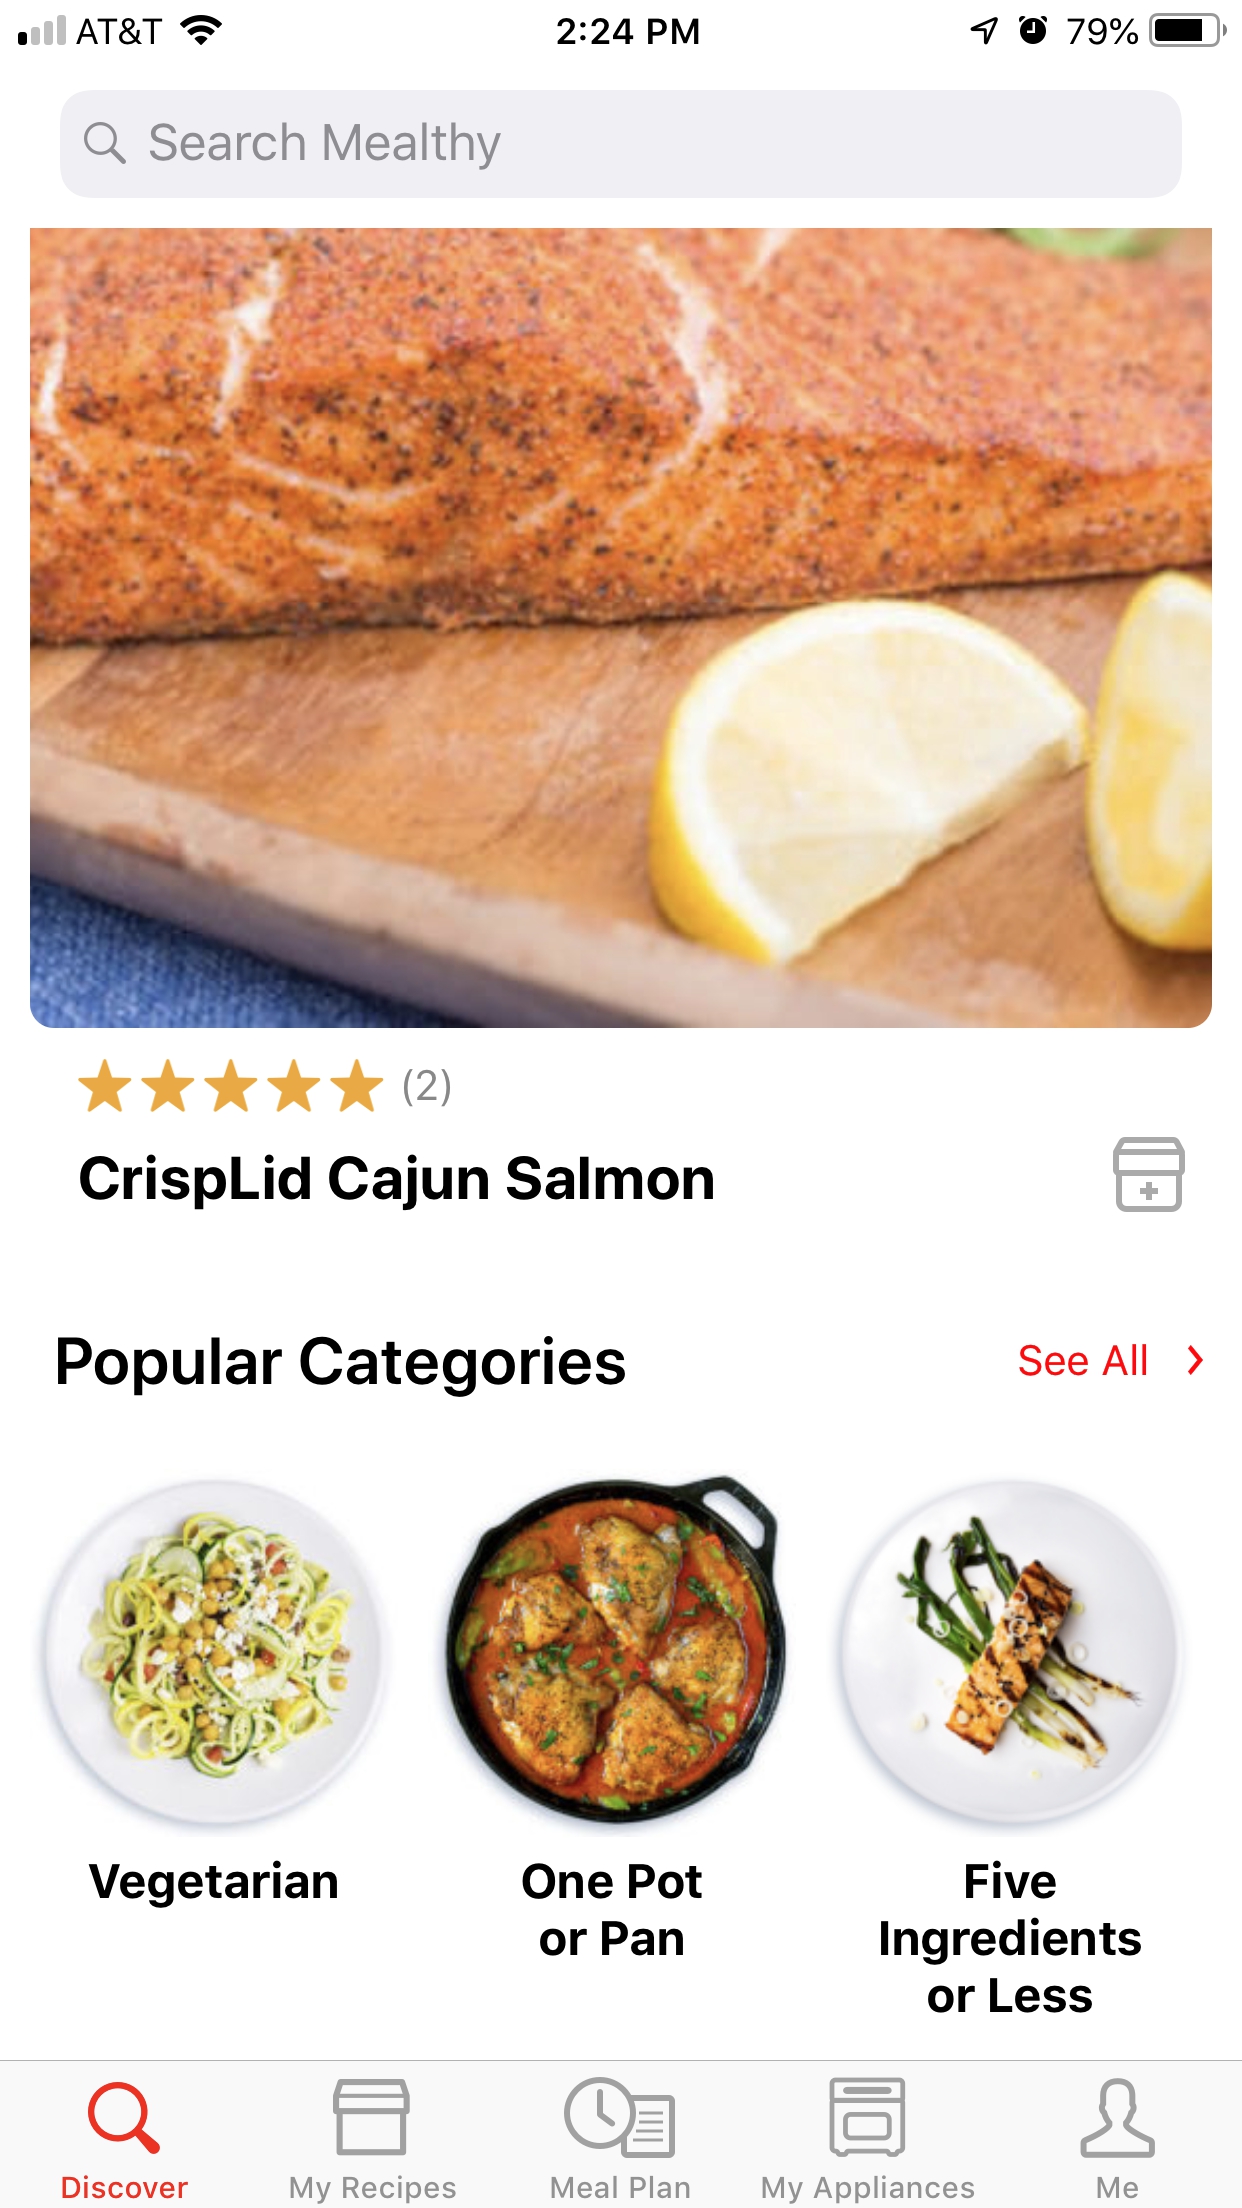 AT&T 2:24 PM 79%
Search Mealthy
(2)
CrispLid Cajun Salmon
Popular Categories See All
Vegetarian
One Pot
or Pan
Five
Ingredients
or Less
Discover My Recipes Meal Plan My Appliances Me